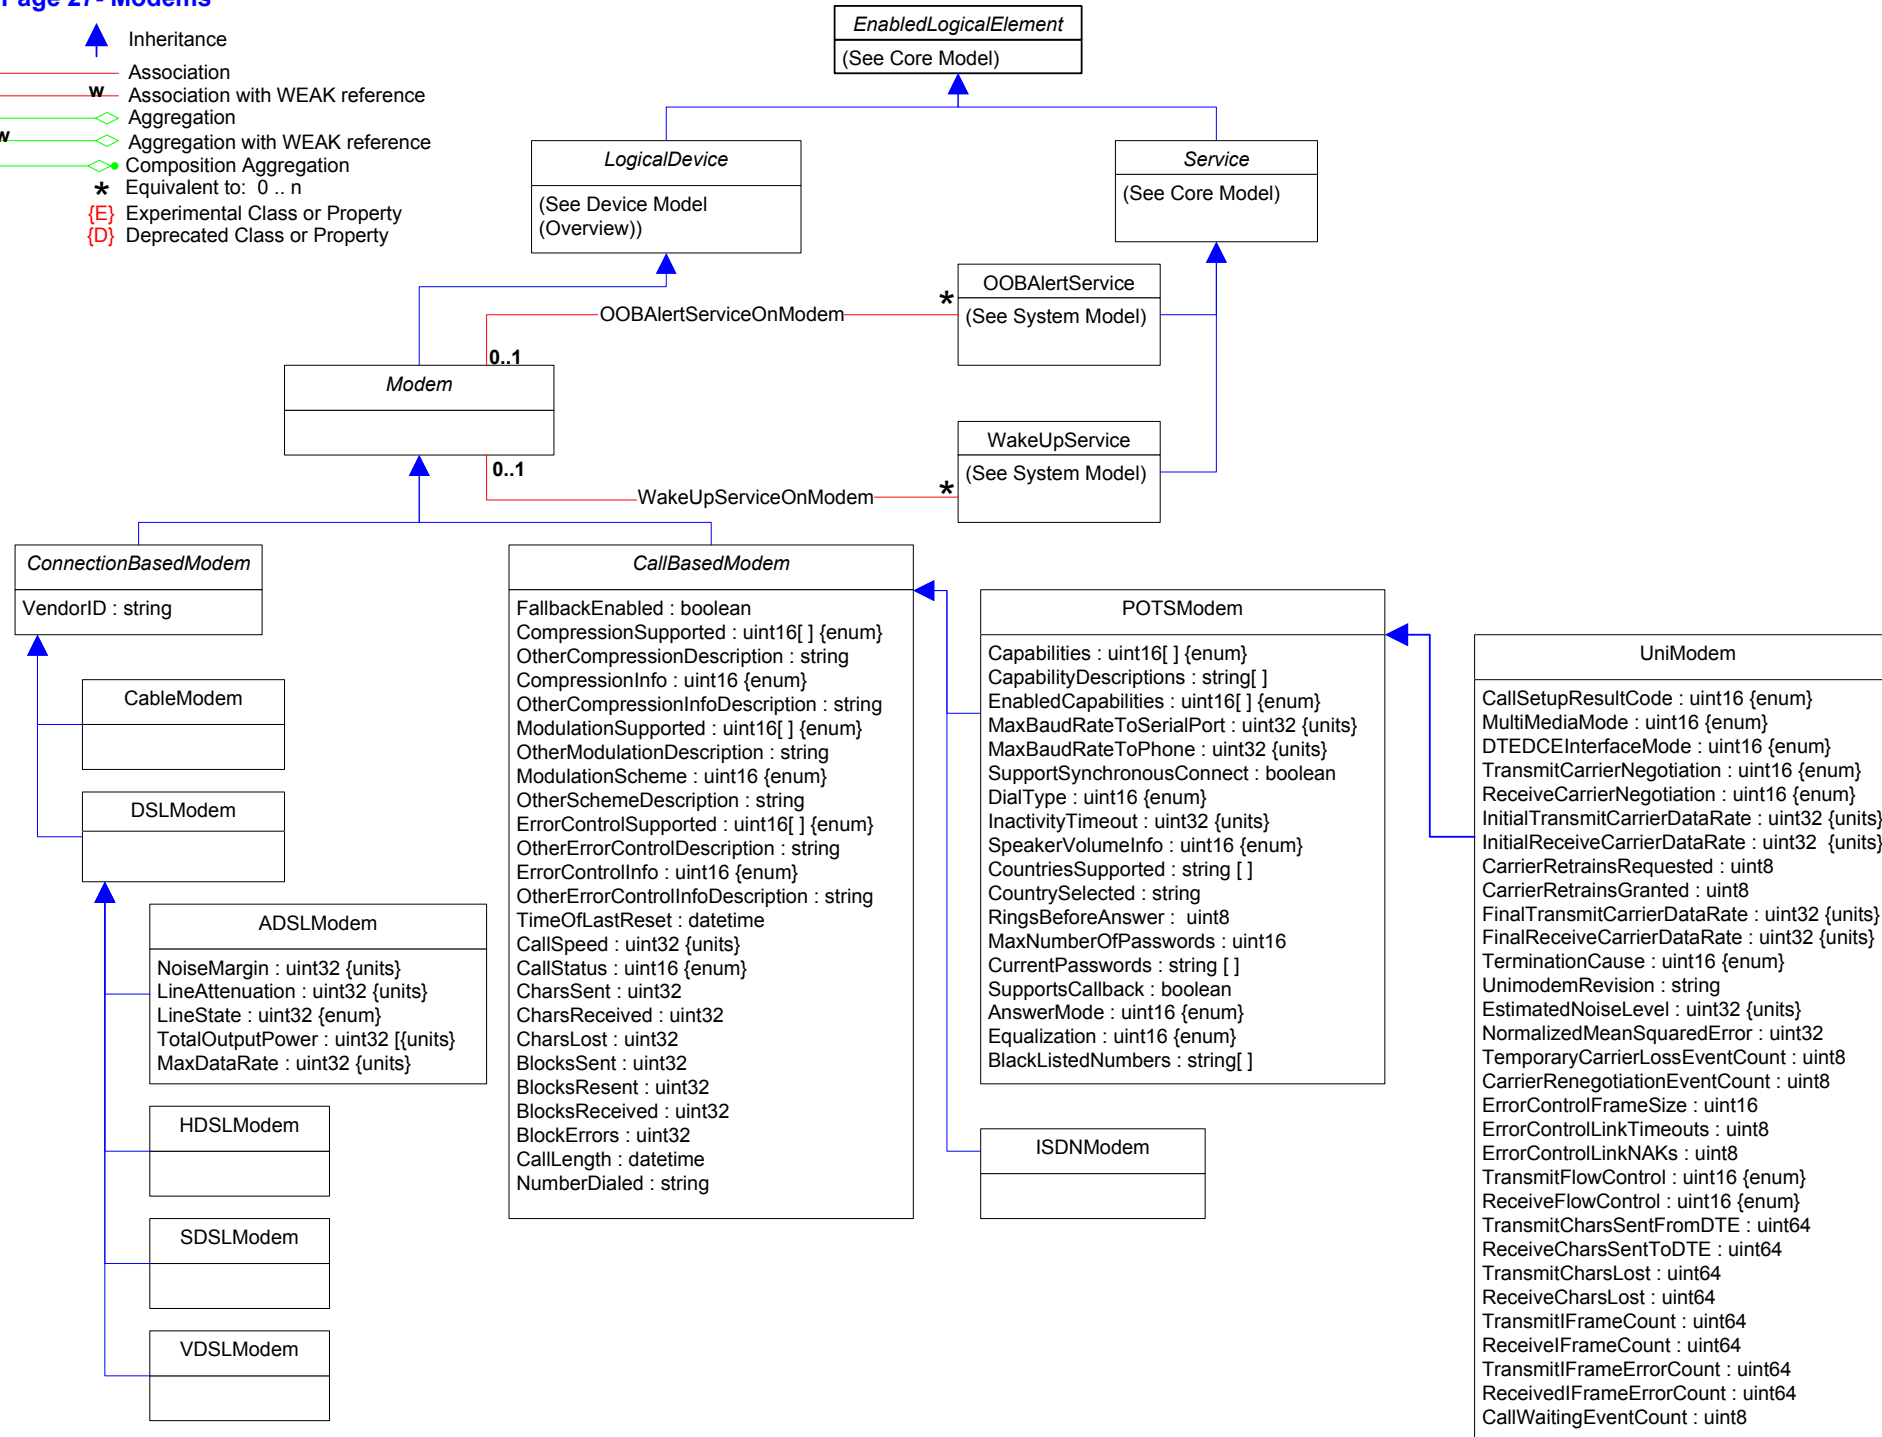 Page 27- Modems
Inheritance
Association
w Association with WEAK reference
Aggregation
w Aggregation with WEAK reference
Composition Aggregation
* Equivalent to: 0 .. n
{E} Experimental Class or Property
{D} Deprecated Class or Property
EnabledLogicalElement
(See Core Model)
LogicalDevice
(See Device Model
(Overview))
Service
(See Core Model)
OOBAlertService
(See System Model)
*
OOBAlertServiceOnModem
0..1
Modem
WakeUpService
(See System Model)
0..1
*
WakeUpServiceOnModem
ConnectionBasedModem
VendorID : string
CableModem
DSLModem
ADSLModem
NoiseMargin : uint32 {units}
LineAttenuation : uint32 {units}
LineState : uint32 {enum}
TotalOutputPower : uint32 [{units}
MaxDataRate : uint32 {units}
HDSLModem
SDSLModem
VDSLModem
CallBasedModem
FallbackEnabled : boolean
CompressionSupported : uint16[ ] {enum}
OtherCompressionDescription : string
CompressionInfo : uint16 {enum}
OtherCompressionInfoDescription : string
ModulationSupported : uint16[ ] {enum}
OtherModulationDescription : string
ModulationScheme : uint16 {enum}
OtherSchemeDescription : string
ErrorControlSupported : uint16[ ] {enum}
OtherErrorControlDescription : string
ErrorControlInfo : uint16 {enum}
OtherErrorControlInfoDescription : string
TimeOfLastReset : datetime
CallSpeed : uint32 {units}
CallStatus : uint16 {enum}
CharsSent : uint32
CharsReceived : uint32
CharsLost : uint32
BlocksSent : uint32
BlocksResent : uint32
BlocksReceived : uint32
BlockErrors : uint32
CallLength : datetime
NumberDialed : string
POTSModem
Capabilities : uint16[ ] {enum}
CapabilityDescriptions : string[ ]
EnabledCapabilities : uint16[ ] {enum}
MaxBaudRateToSerialPort : uint32 {units}
MaxBaudRateToPhone : uint32 {units}
SupportSynchronousConnect : boolean
DialType : uint16 {enum}
InactivityTimeout : uint32 {units}
SpeakerVolumeInfo : uint16 {enum}
CountriesSupported : string [ ]
CountrySelected : string
RingsBeforeAnswer : uint8
MaxNumberOfPasswords : uint16
CurrentPasswords : string [ ]
SupportsCallback : boolean
AnswerMode : uint16 {enum}
Equalization : uint16 {enum}
BlackListedNumbers : string[ ]
ISDNModem
UniModem
CallSetupResultCode : uint16 {enum}
MultiMediaMode : uint16 {enum}
DTEDCEInterfaceMode : uint16 {enum}
TransmitCarrierNegotiation : uint16 {enum}
ReceiveCarrierNegotiation : uint16 {enum}
InitialTransmitCarrierDataRate : uint32 {units}
InitialReceiveCarrierDataRate : uint32 {units}
CarrierRetrainsRequested : uint8
CarrierRetrainsGranted : uint8
FinalTransmitCarrierDataRate : uint32 {units}
FinalReceiveCarrierDataRate : uint32 {units}
TerminationCause : uint16 {enum}
UnimodemRevision : string
EstimatedNoiseLevel : uint32 {units}
NormalizedMeanSquaredError : uint32
TemporaryCarrierLossEventCount : uint8
CarrierRenegotiationEventCount : uint8
ErrorControlFrameSize : uint16
ErrorControlLinkTimeouts : uint8
ErrorControlLinkNAKs : uint8
TransmitFlowControl : uint16 {enum}
ReceiveFlowControl : uint16 {enum}
TransmitCharsSentFromDTE : uint64
ReceiveCharsSentToDTE : uint64
TransmitCharsLost : uint64
ReceiveCharsLost : uint64
TransmitIFrameCount : uint64
ReceiveIFrameCount : uint64
TransmitIFrameErrorCount : uint64
ReceivedIFrameErrorCount : uint64
CallWaitingEventCount : uint8